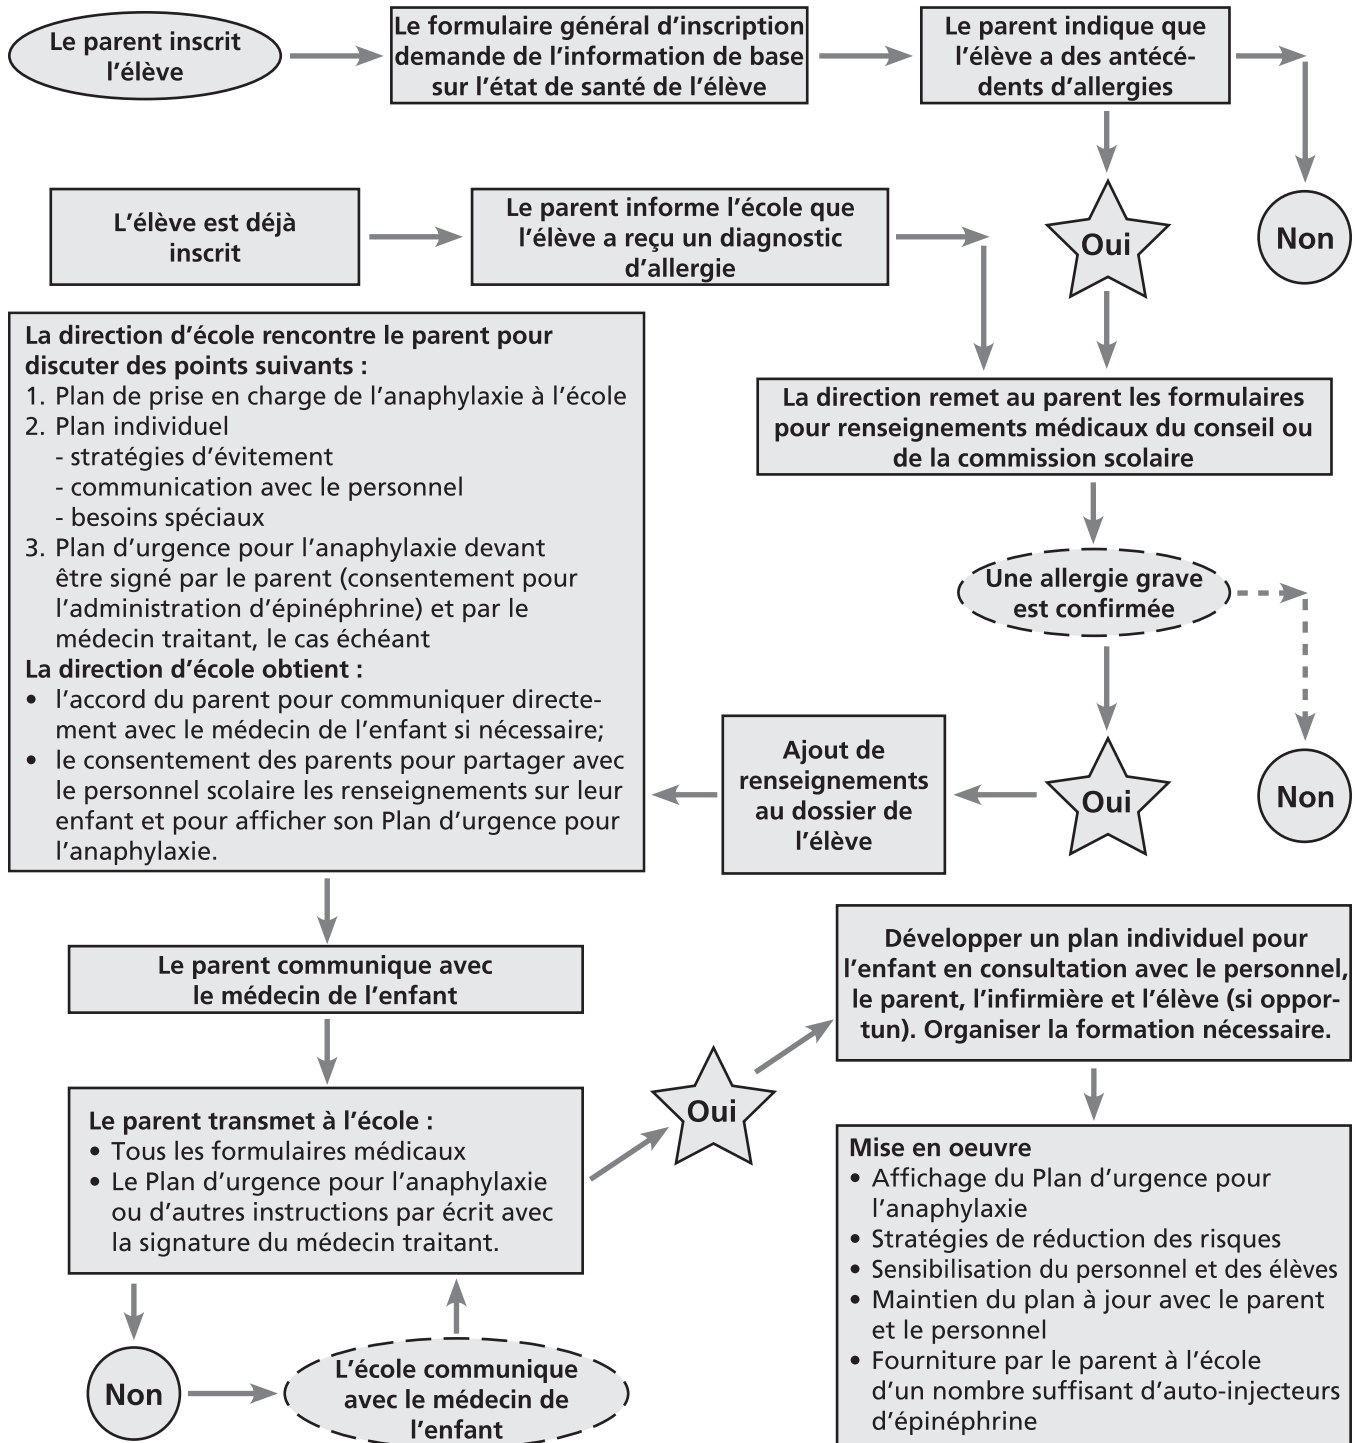 Le parent inscrit
l'élève
Le formulaire général d'inscription
demande de l'information de base
sur l'état de santé de l'élève
Le parent indique que
l'élève a des antécé-
dents d'allergies
L'élève est déjà
inscrit
Le parent informe l'école que
l'élève a reçu un diagnostic
d'allergie
Oui
Non
La direction d'école rencontre le parent pour
discuter des points suivants :
1. Plan de prise en charge de l'anaphylaxie à l'école
2. Plan individuel
- stratégies d'évitement
- communication avec le personnel
- besoins spéciaux
3. Plan d'urgence pour l'anaphylaxie devant
être signé par le parent (consentement pour
l'administration d'épinéphrine) et par le
médecin traitant, le cas échéant
La direction d'école obtient :
• l'accord du parent pour communiquer directe-
ment avec le médecin de l'enfant si nécessaire;
• le consentement des parents pour partager avec
le personnel scolaire les renseignements sur leur
enfant et pour afficher son Plan d'urgence pour
l'anaphylaxie.
La direction remet au parent les formulaires
pour renseignements médicaux du conseil ou
de la commission scolaire
Une allergie grave
est confirmée
Ajout de
renseignements
au dossier de
l'élève
Oui
Non
Le parent communique avec
le médecin de l'enfant
Développer un plan individuel pour
l'enfant en consultation avec le personnel,
le parent, l'infirmière et l'élève (si oppor-
tun). Organiser la formation nécessaire.
Le parent transmet à l'école :
• Tous les formulaires médicaux
• Le Plan d'urgence pour l'anaphylaxie
ou d'autres instructions par écrit avec
la signature du médecin traitant.
Oui
Mise en oeuvre
• Affichage du Plan d'urgence pour
l'anaphylaxie
• Stratégies de réduction des risques
• Sensibilisation du personnel et des élèves
• Maintien du plan à jour avec le parent
et le personnel
• Fourniture par le parent à l'école
d'un nombre suffisant d'auto-injecteurs
d'épinéphrine
Non
L'école communique
avec le médecin de
l'enfant